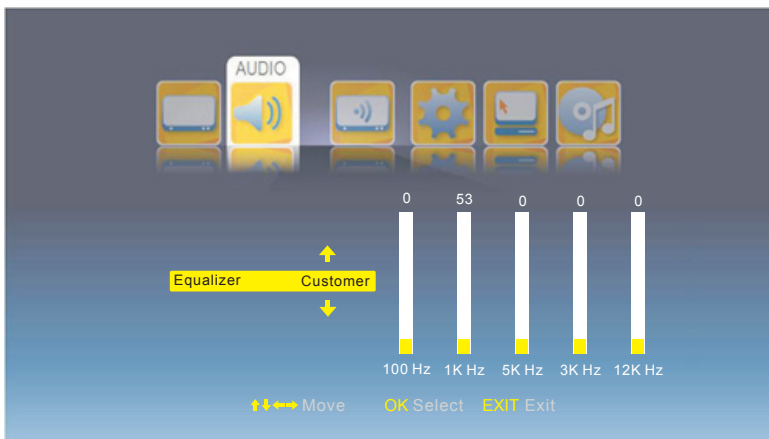 AUDIO
0 53 0 0 0
Equalizer Customer
100 Hz 1K Hz 5K Hz 3K Hz 12K Hz
Move OK Select EXIT Exit